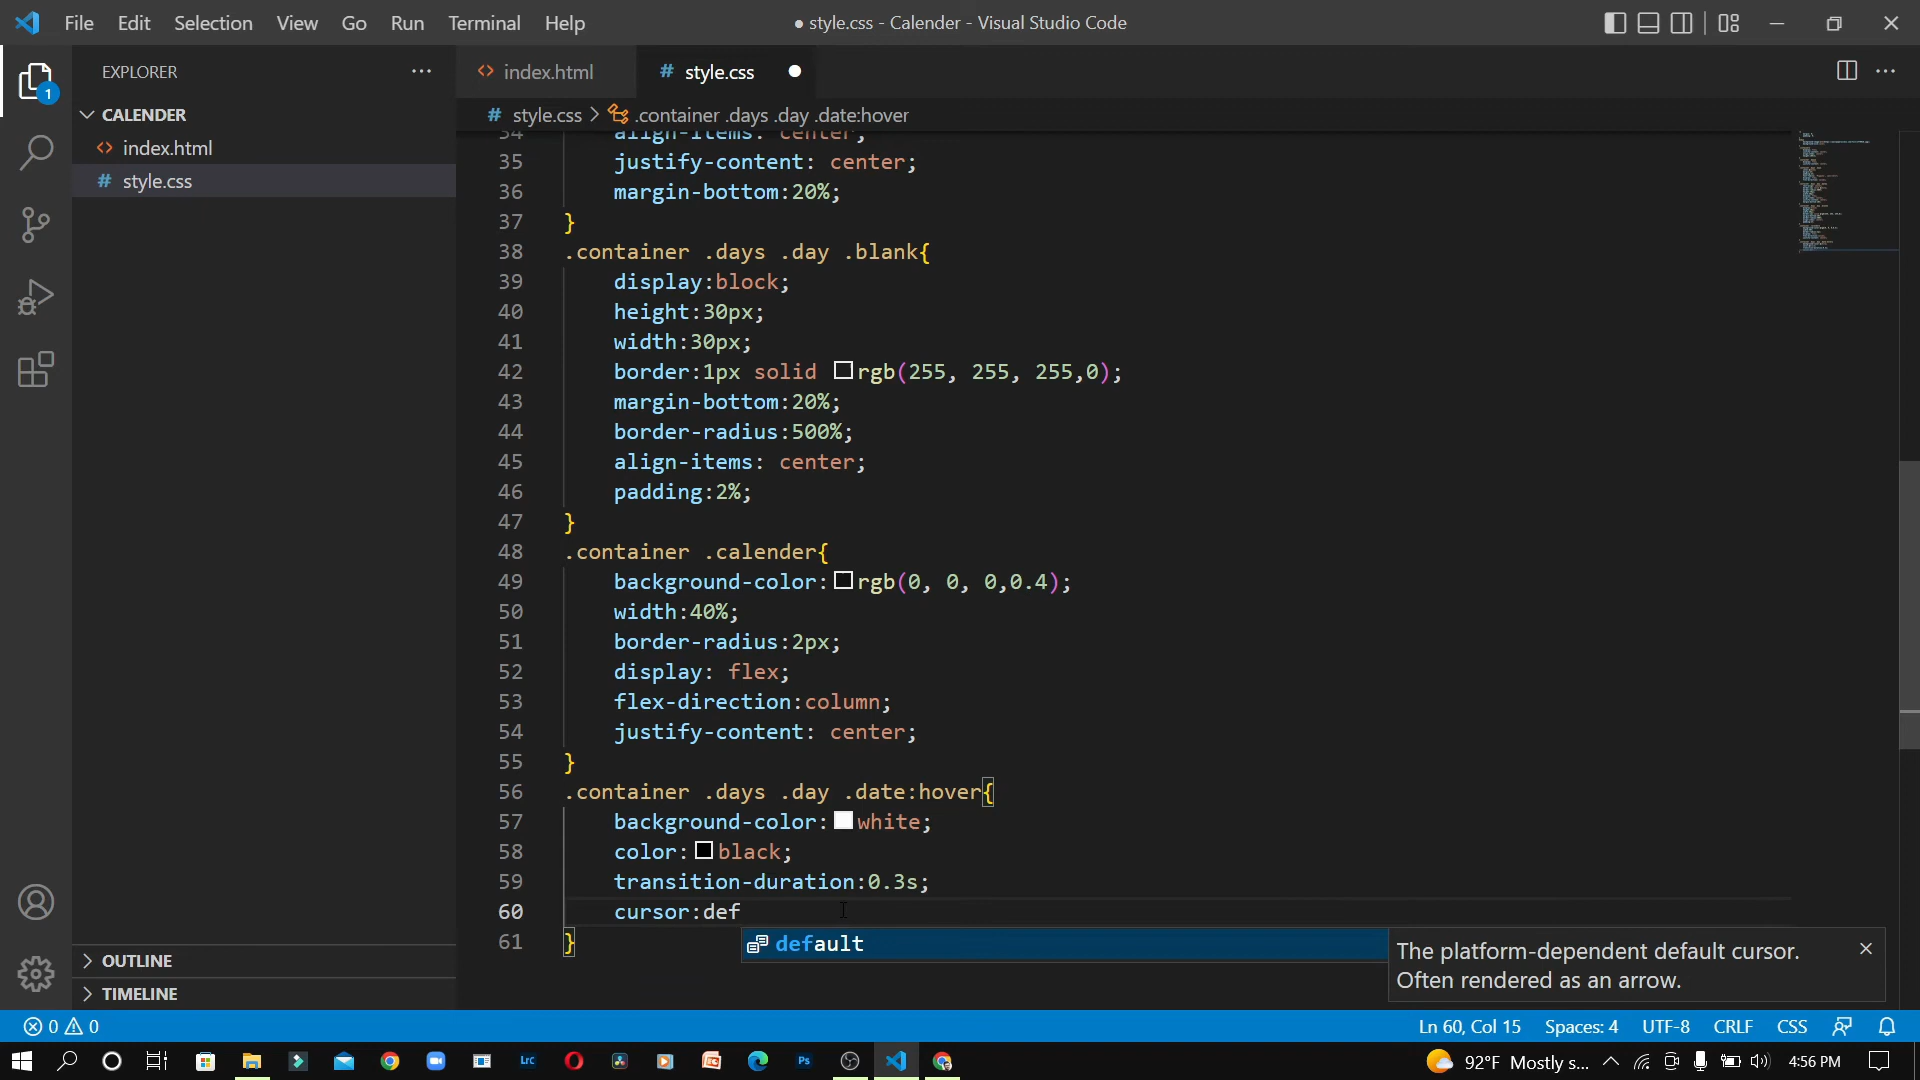 File Edit Selection View Go Run Terminal Help
● style.css - Calender - Visual Studio Code
EXPLORER
1
CALENDER
index.html
style.css
OUTLINE
TIMELINE
index.html
# style.css
# style.css > .container .days .day .date:hover
34 align-items: center;
35 justify-content: center;
36 margin-bottom:20%;
37 }
38 .container .days .day .blank{
39 display:block;
40 height:30px;
41 width:30px;
42 border:1px solid rgb(255, 255, 255,0);
43 margin-bottom:20%;
44 border-radius:500%;
45 align-items: center;
46 padding:2%;
47 }
48 .container .calender{
49 background-color:rgb(0, 0, 0,0.4);
50 width:40%;
51 border-radius:2px;
52 display: flex;
53 flex-direction:column;
54 justify-content: center;
55 }
56 .container .days .day .date:hover{
57 background-color:white;
58 color:black;
59 transition-duration:0.3s;
60 cursor:def
61 }
default
The platform-dependent default cursor.
Often rendered as an arrow.
0 0
Ln 60, Col 15 Spaces: 4 UTF-8 CRLF CSS
Lrc
Ps
92°F Mostly s...
4:56 PM